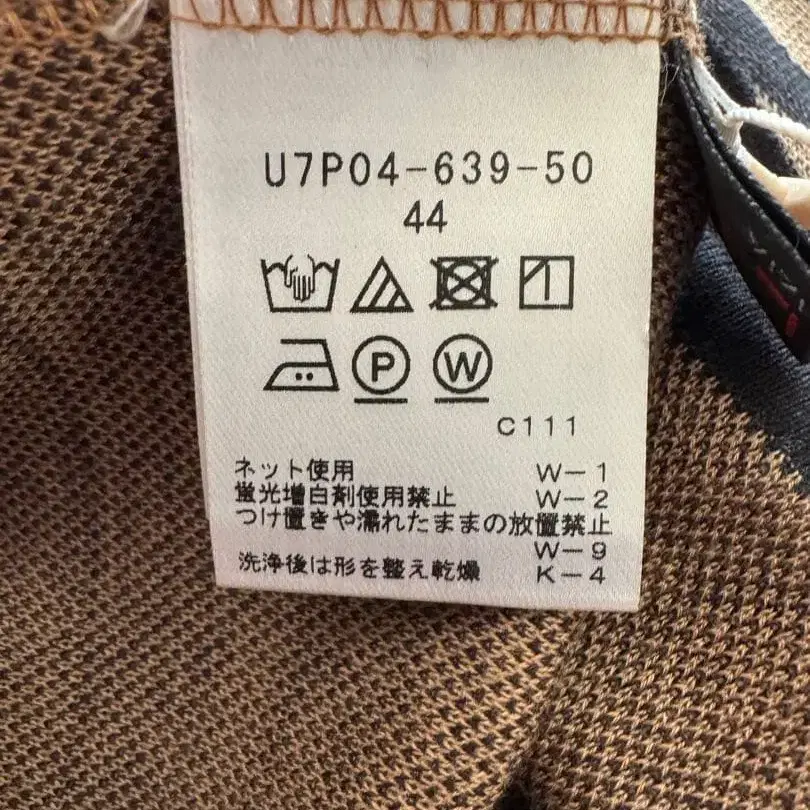 U7P04-639-50
44
P W
C111
ネット使用 W-1
蛍光増白剤使用禁止 W-2
つけ置きや濡れたままの放置禁止
W-9
洗浄後は形を整え乾燥 K-4